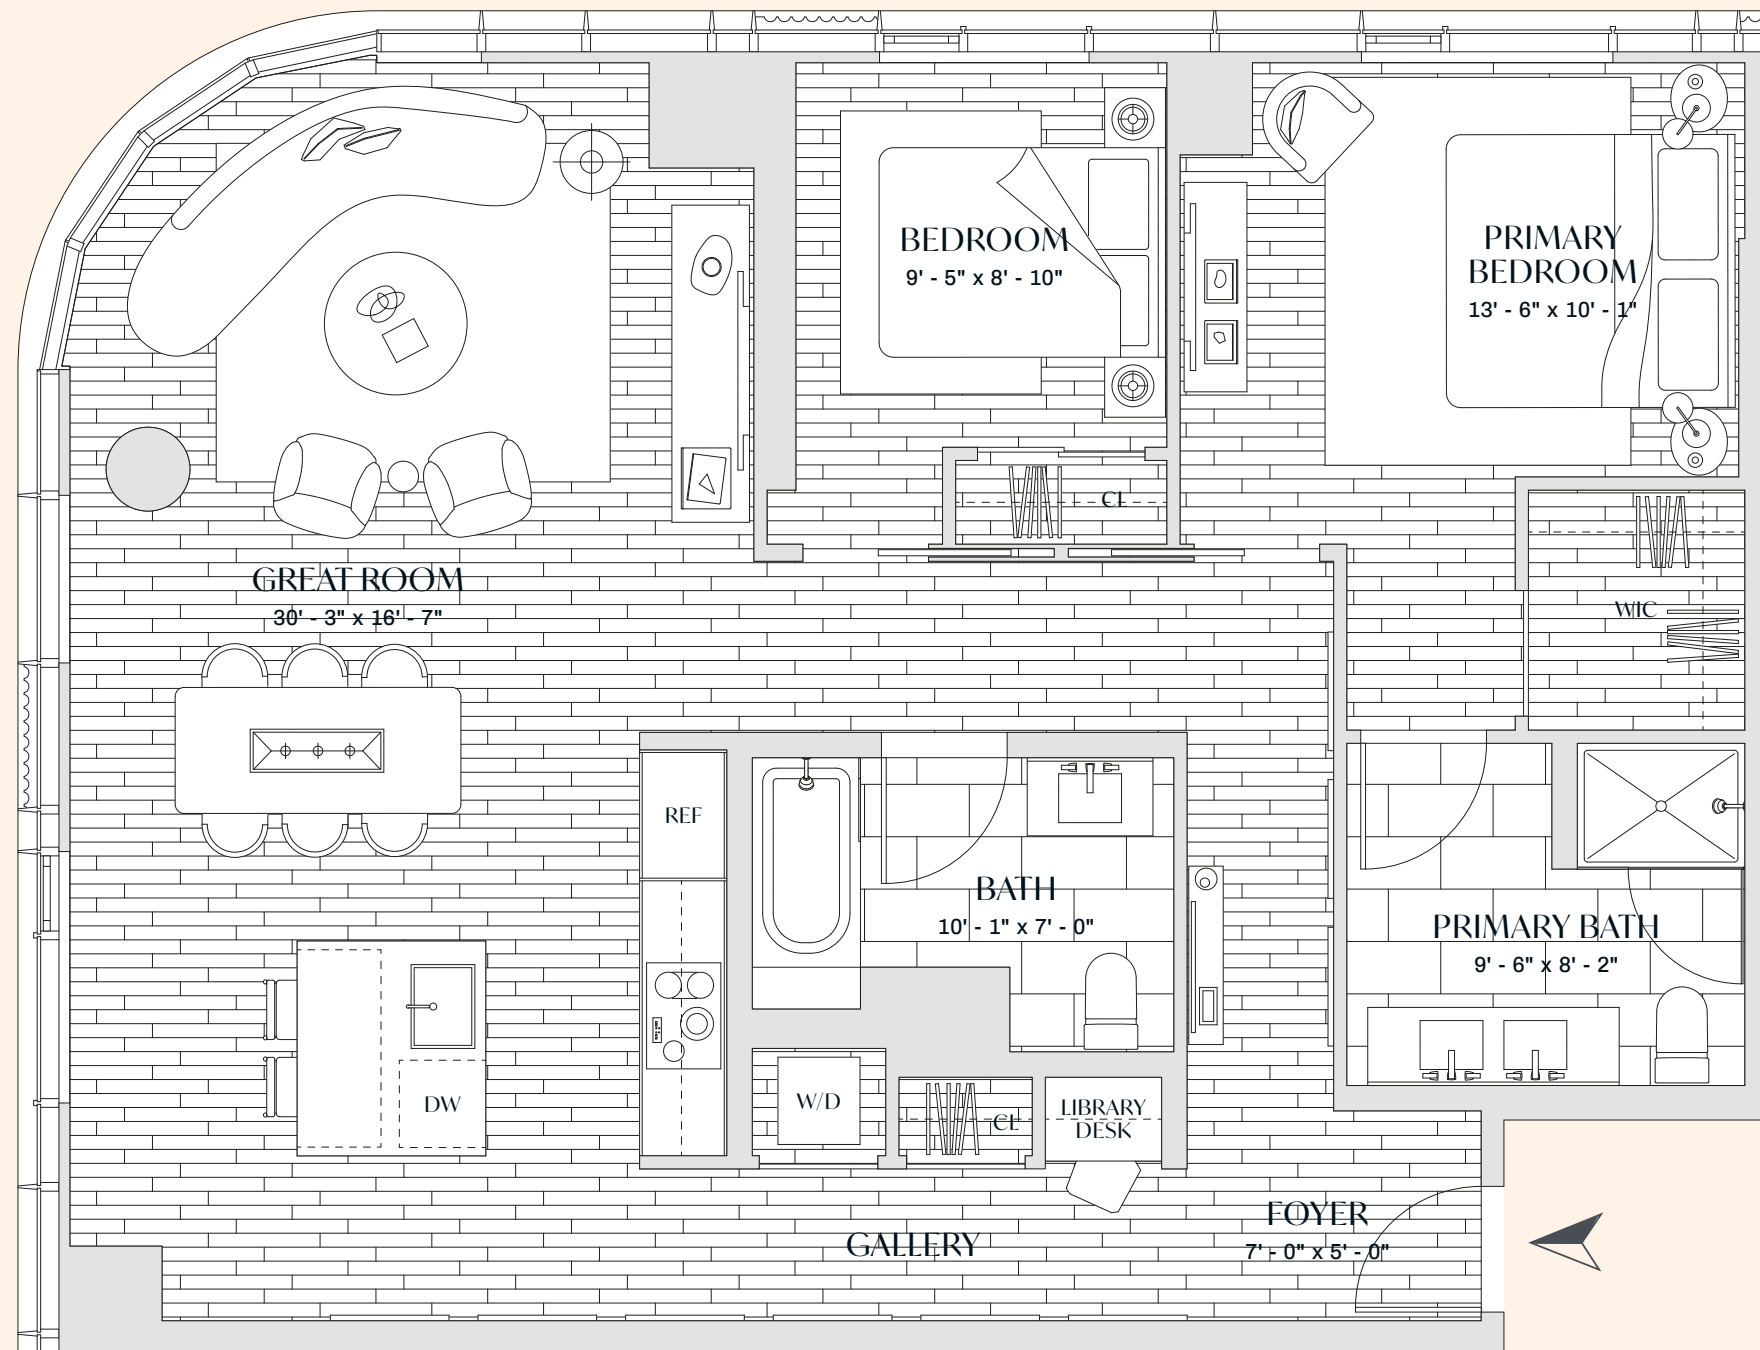 BEDROOM
9' - 5" x 8' - 10"
PRIMARY
BEDROOM
13' - 6" x 10' - 1"
CL
GREAT ROOM
30' - 3" x 16' - 7"
WIC
REF
BATH
10' - 1" x 7' - 0"
PRIMARY BATH
9' - 6" x 8' - 2"
DW
W/D
CL
LIBRARY
DESK
FOYER
7' - 0" x 5' - 0"
GALLERY